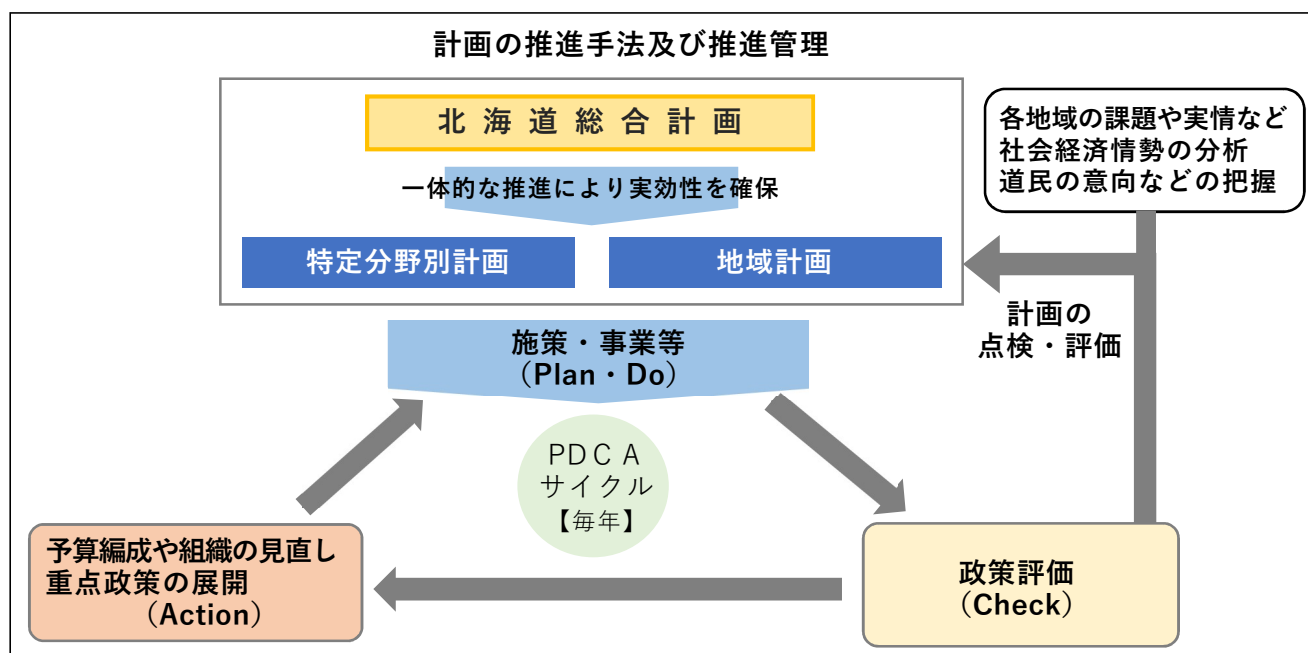 計画の推進手法及び推進管理
北海道総合計画
一体的な推進により実効性を確保
特定分野別計画
地域計画
各地域の課題や実情など
社会経済情勢の分析
道民の意向などの把握
計画の
点検・評価
施策・事業等
（Plan・Do）
PDCA
サイクル
【毎年】
予算編成や組織の見直し
重点政策の展開
（Action）
政策評価
（Check）